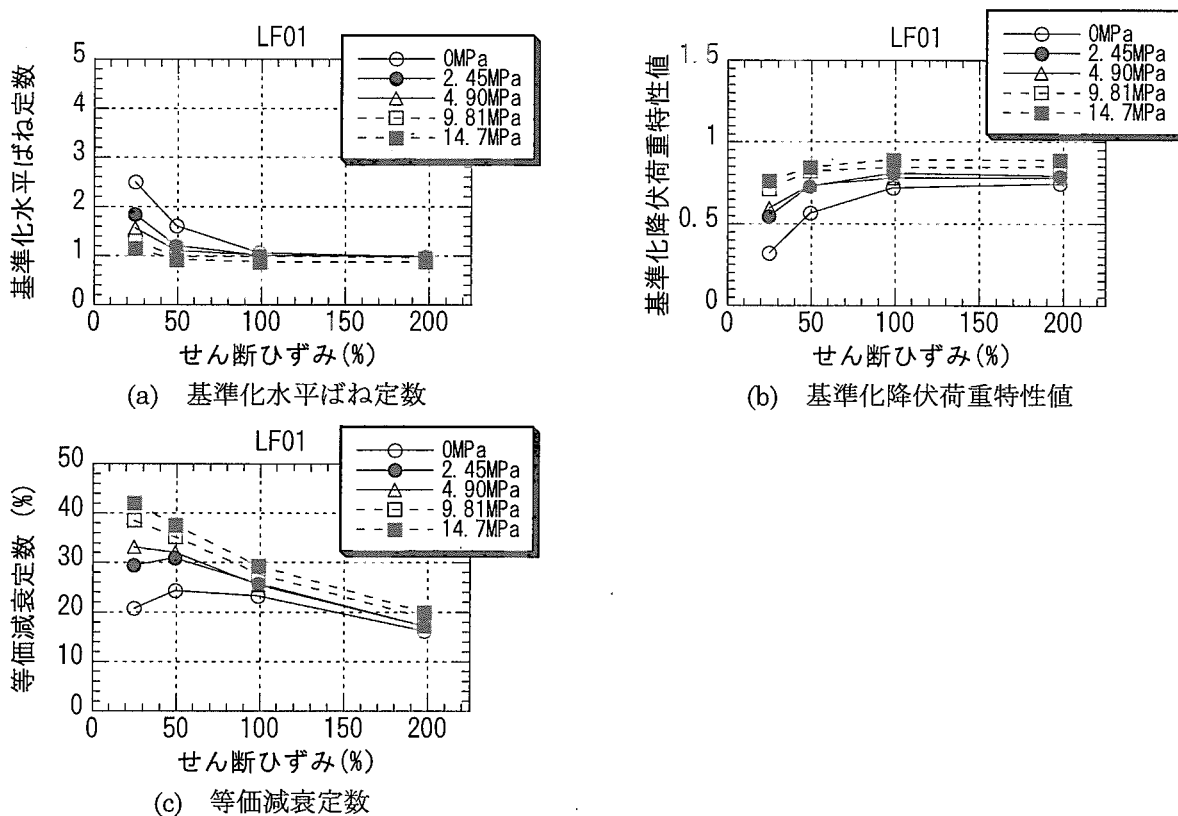 LF01
0MPa
2.45MPa
4.90MPa
9.81MPa
14.7MPa
基準化水平ばね定数
5
4
3
2
1
0
0 50 100 150 200
せん断ひずみ(%)
(a) 基準化水平ばね定数
LF01
0MPa
2.45MPa
4.90MPa
9.81MPa
14.7MPa
基準化降伏荷重特性値
1.5
1
0.5
0
0 50 100 150 200
せん断ひずみ(%)
(b) 基準化降伏荷重特性値
LF01
0MPa
2.45MPa
4.90MPa
9.81MPa
14.7MPa
等価減衰定数 (%)
50
40
30
20
10
0
0 50 100 150 200
せん断ひずみ(%)
(c) 等価減衰定数